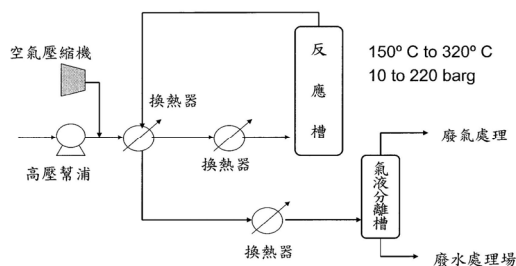 空氣壓縮機
高壓幫浦
換熱器
換熱器
反應槽
150º C to 320º C
10 to 220 barg
換熱器
氣液分離槽
廢氣處理
廢水處理場